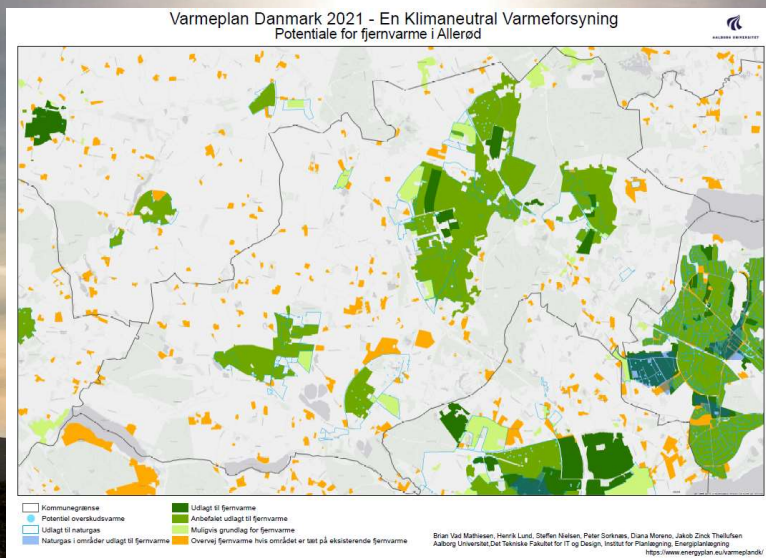 Varmeplan Danmark 2021 - En Klimaneutral Varmeforsyning
Potentiale for fjernvarme i Allerød
AALBORG UNIVERSITET
Kommunegrænse
Potentiel overskudsvarme
Udlagt til naturgas
Naturgas i områder udlagt til fjernvarme
Udlagt til fjernvarme
Anbefalet udlagt til fjernvarme
Muligvis grundlag for fjernvarme
Overvej fjernvarme hvis området er tæt på eksisterende fjernvarme
Brian Vad Mathiesen, Henrik Lund, Steffen Nielsen, Peter Sorknæs, Diana Moreno, Jakob Zinck Thellufsen
Aalborg Universitet,Det Tekniske Fakultet for IT og Design, Institut for Planlægning, Energiplanlægning
https://www.energyplan.eu/varmeplandk/